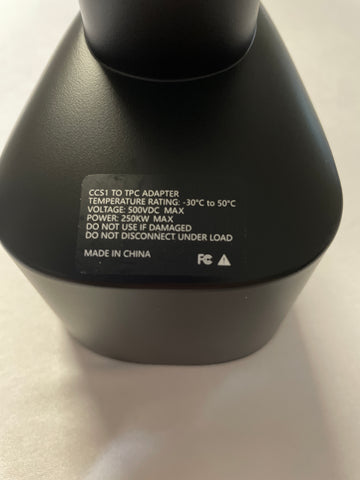 CCS1 TO TPC ADAPTER
TEMPERATURE RATING: -30°C to 50°C
VOLTAGE: 500VDC MAX
POWER: 250KW MAX
DO NOT USE IF DAMAGED
DO NOT DISCONNECT UNDER LOAD
MADE IN CHINA FC